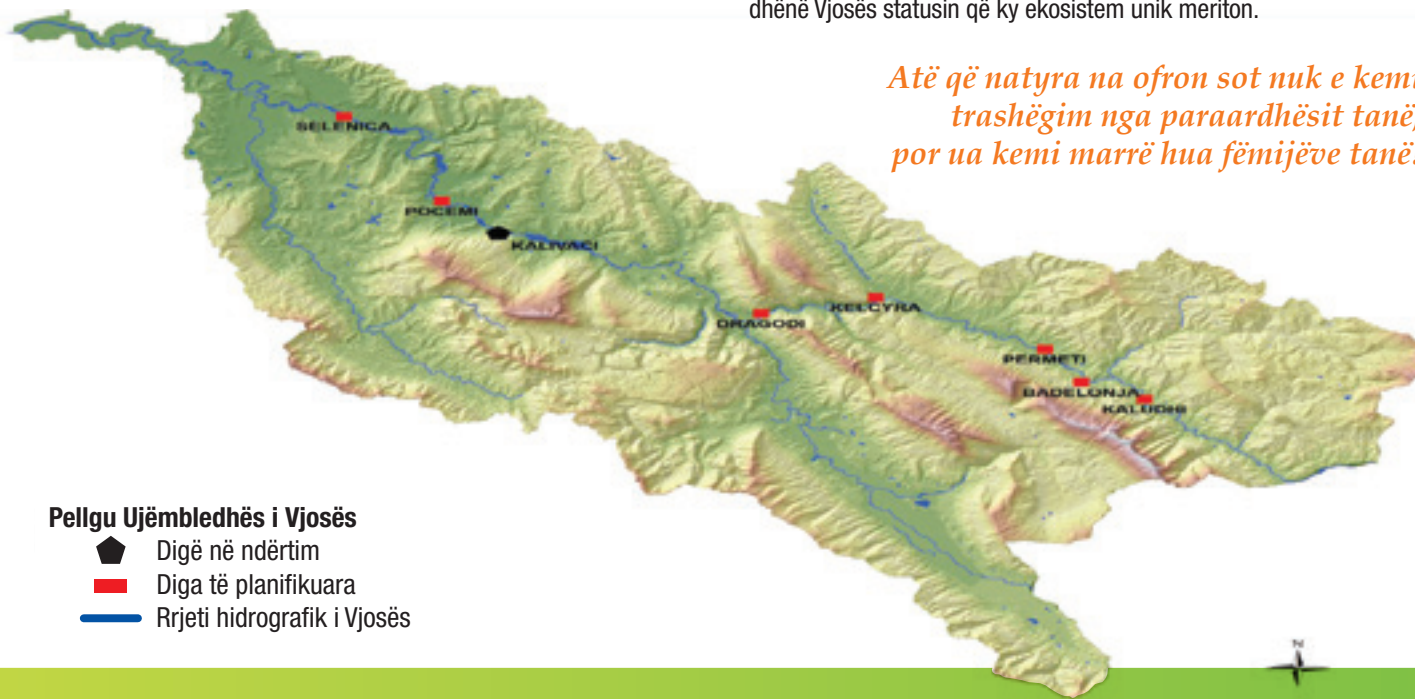 dhënë Vjosës statusin që ky ekosistem unik meriton.
Atë që natyra na ofron sot nuk e kemi
trashëgim nga paraardhësit tanë,
por ua kemi marrë hua fëmijëve tanë.
SELENICA
POCEMI
KALIVACI
DRAGODI
KELCYRA
PERMETI
BADELONJA
KALUDHI
Pellgu Ujëmbledhës i Vjosës
Digë në ndërtim
Diga të planifikuara
Rrjeti hidrografik i Vjosës
N